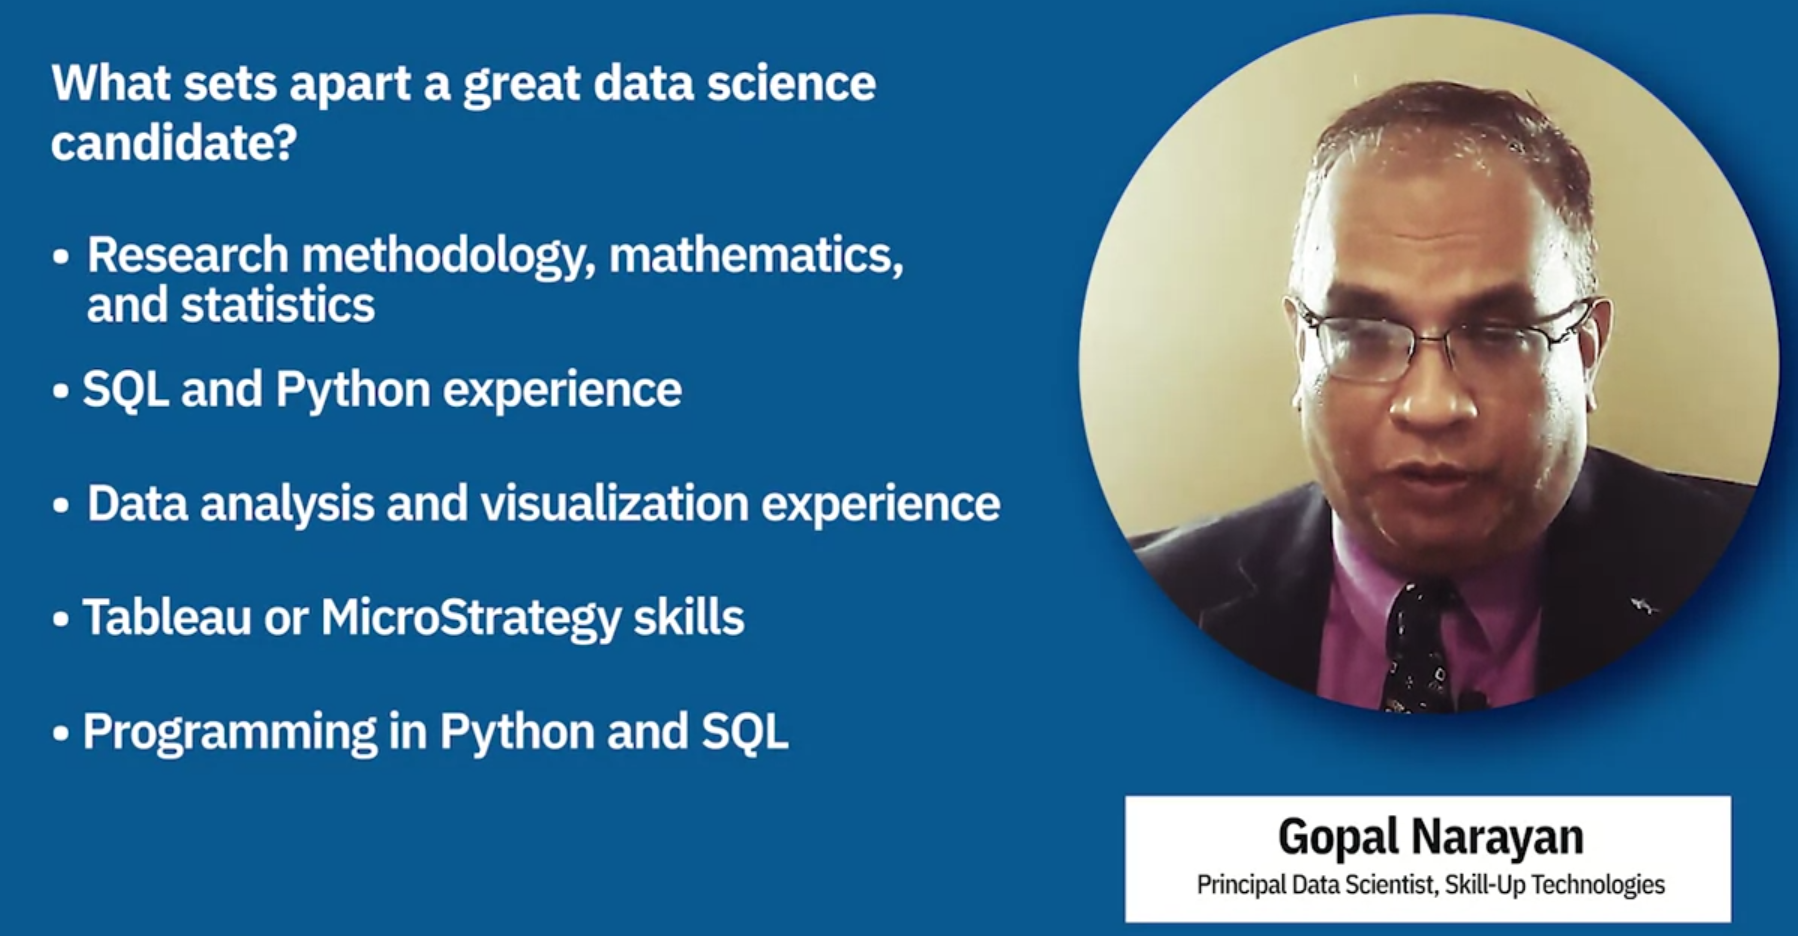 What sets apart a great data science
candidate?
• Research methodology, mathematics,
and statistics
• SQL and Python experience
• Data analysis and visualization experience
• Tableau or MicroStrategy skills
• Programming in Python and SQL
Gopal Narayan
Principal Data Scientist, Skill-Up Technologies